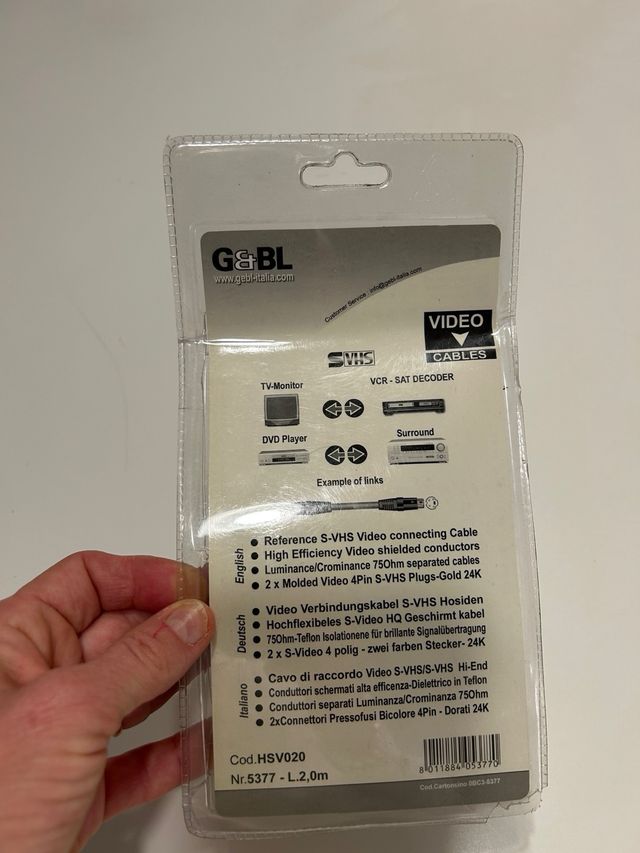 G&BL
www.gebl-italia.com
Customer Service : info@gebl-italia.com
VIDEO
CABLES
SVHS
TV-Monitor
VCR - SAT DECODER
DVD Player
Surround
Example of links
English
Reference S-VHS Video connecting Cable
High Efficiency Video shielded conductors
Luminance/Crominance 75Ohm separated cables
2 x Molded Video 4Pin S-VHS Plugs-Gold 24K
Deutsch
Video Verbindungskabel S-VHS Hosiden
Hochflexibeles S-Video HQ Geschirmt kabel
75Ohm-Teflon Isolationene für brillante Signalübertragung
2 x S-Video 4 polig - zwei farben Stecker- 24K
Italiano
Cavo di raccordo Video S-VHS/S-VHS Hi-End
Conduttori schermati alta efficenza-Dielettrico in Teflon
Conduttori separati Luminanza/Crominanza 75Ohm
2xConnettori Pressofusi Bicolore 4Pin - Dorati 24K
Cod.HSV020
Nr.5377 - L.2,0m
8 011884 053770
Cod.Cartoncino 0BC3-5377